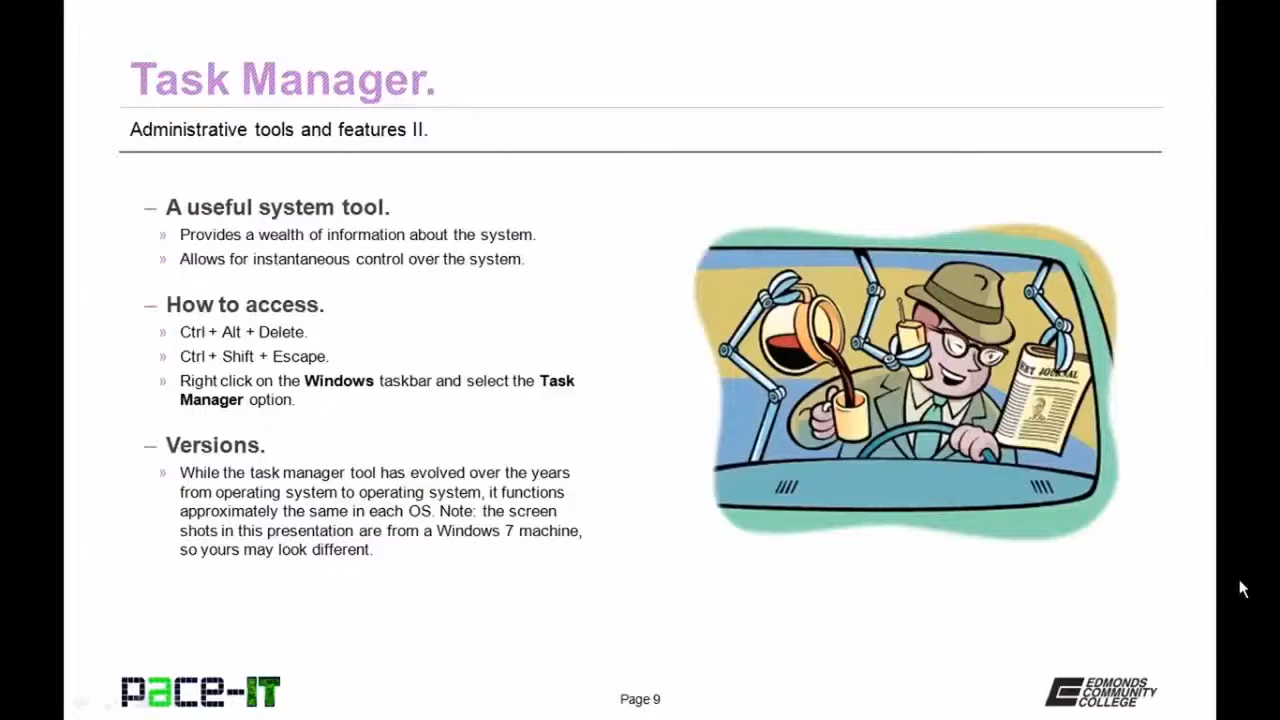 Task Manager.
Administrative tools and features II.
– A useful system tool.
» Provides a wealth of information about the system.
» Allows for instantaneous control over the system.
– How to access.
» Ctrl + Alt + Delete.
» Ctrl + Shift + Escape.
» Right click on the Windows taskbar and select the Task
Manager option.
– Versions.
» While the task manager tool has evolved over the years
from operating system to operating system, it functions
approximately the same in each OS. Note: the screen
shots in this presentation are from a Windows 7 machine,
so yours may look different.
JOURNAL
pace-IT
Page 9
EDMONDS
COMMUNITY
COLLEGE